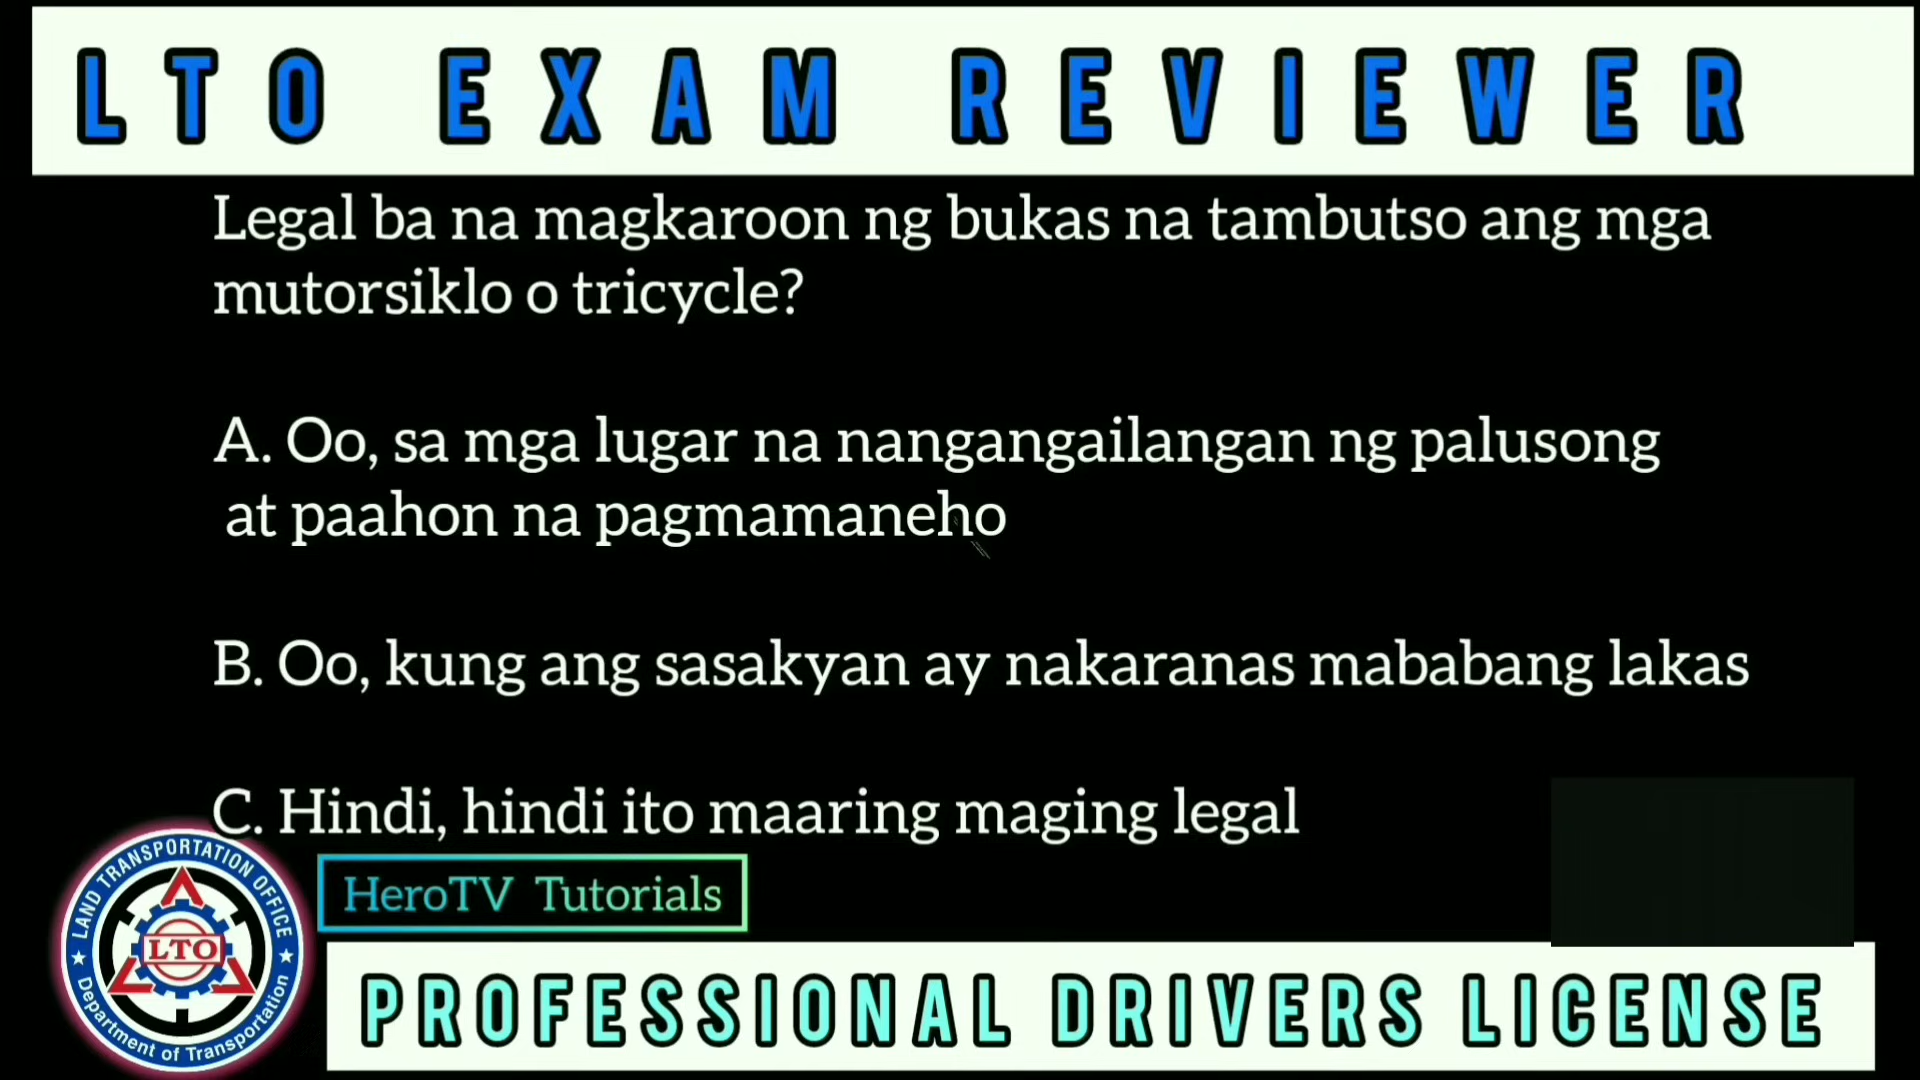 LTO EXAM REVIEWER
Legal ba na magkaroon ng bukas na tambutso ang mga
mutorsiklo o tricycle?
A. Oo, sa mga lugar na nangangailangan ng palusong
at paahon na pagmamaneho
B. Oo, kung ang sasakyan ay nakaranas mababang lakas
C. Hindi, hindi ito maaring maging legal
HeroTV Tutorials
LAND TRANSPORTATION OFFICE
LTO
Department of Transportation
PROFESSIONAL DRIVERS LICENSE